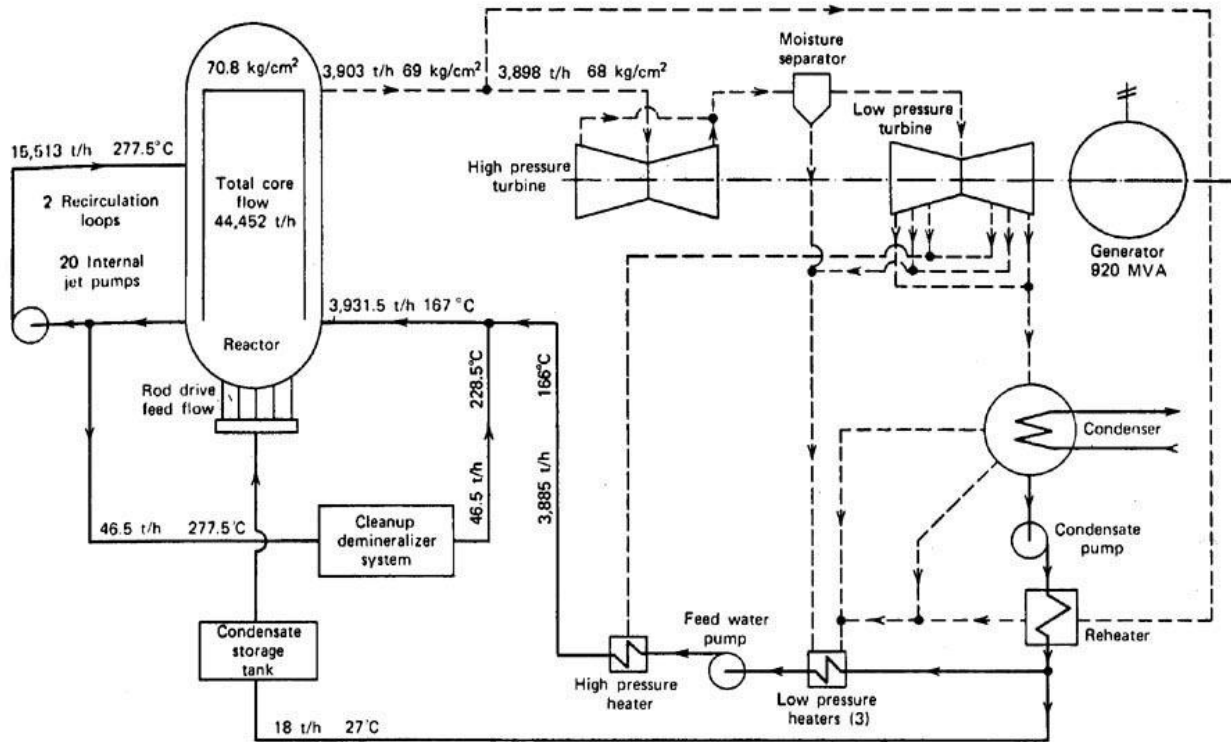 70.8 kg/cm²
3,903 t/h 69 kg/cm²
3,898 t/h 68 kg/cm²
Moisture
separator
Low pressure
turbine
High pressure
turbine
15,513 t/h 277.5°C
2 Recirculation
loops
20 Internal
jet pumps
Total core
flow
44,452 t/h
Generator
920 MVA
3,931.5 t/h 167 °C
Reactor
Rod drive
feed flow
228.5°C
46.5 t/h
166°C
3,885 t/h
Condenser
46.5 t/h 277.5°C
Cleanup
demineralizer
system
Condensate
pump
Condensate
storage
tank
Feed water
pump
Reheater
High pressure
heater
Low pressure
heaters (3)
18 t/h 27°C